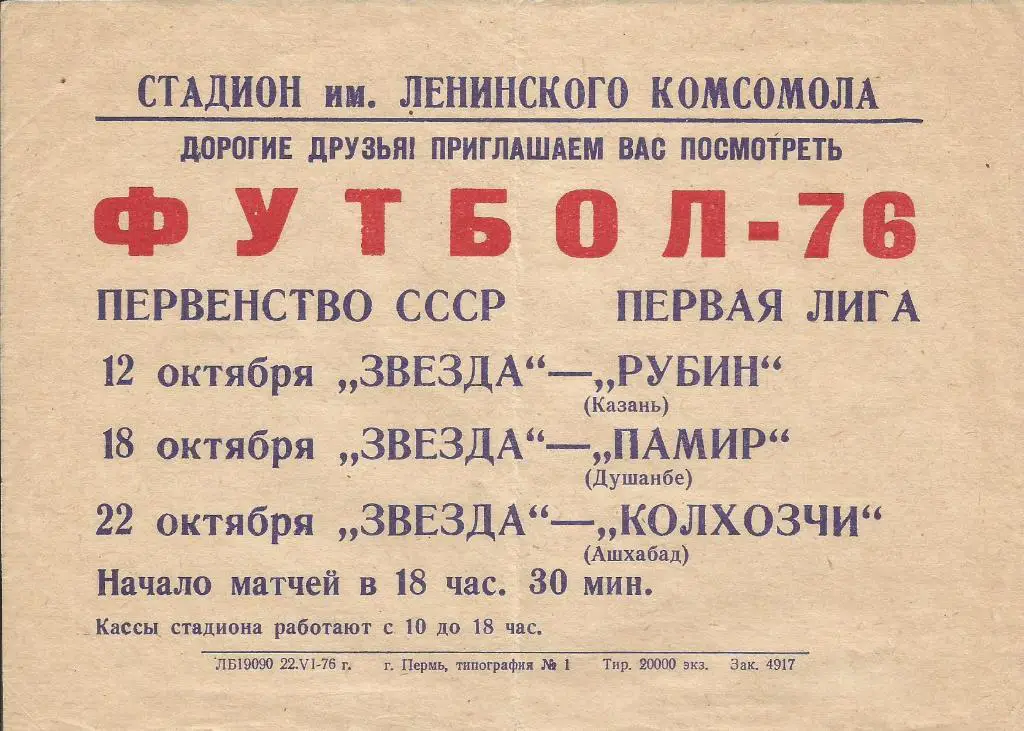 СТАДИОН им. ЛЕНИНСКОГО КОМСОМОЛА
ДОРОГИЕ ДРУЗЬЯ! ПРИГЛАШАЕМ ВАС ПОСМОТРЕТЬ
ФУТБОЛ-76
ПЕРВЕНСТВО СССР ПЕРВАЯ ЛИГА
12 октября „ЗВЕЗДА“—„РУБИН“
(Казань)
18 октября „ЗВЕЗДА“—„ПАМИР“
(Душанбе)
22 октября „ЗВЕЗДА“—„КОЛХОЗЧИ“
(Ашхабад)
Начало матчей в 18 час. 30 мин.
Кассы стадиона работают с 10 до 18 час.
ЛБ19090 22.VI-76 г. г. Пермь, типография № 1 Тир. 20000 экз. Зак. 4917